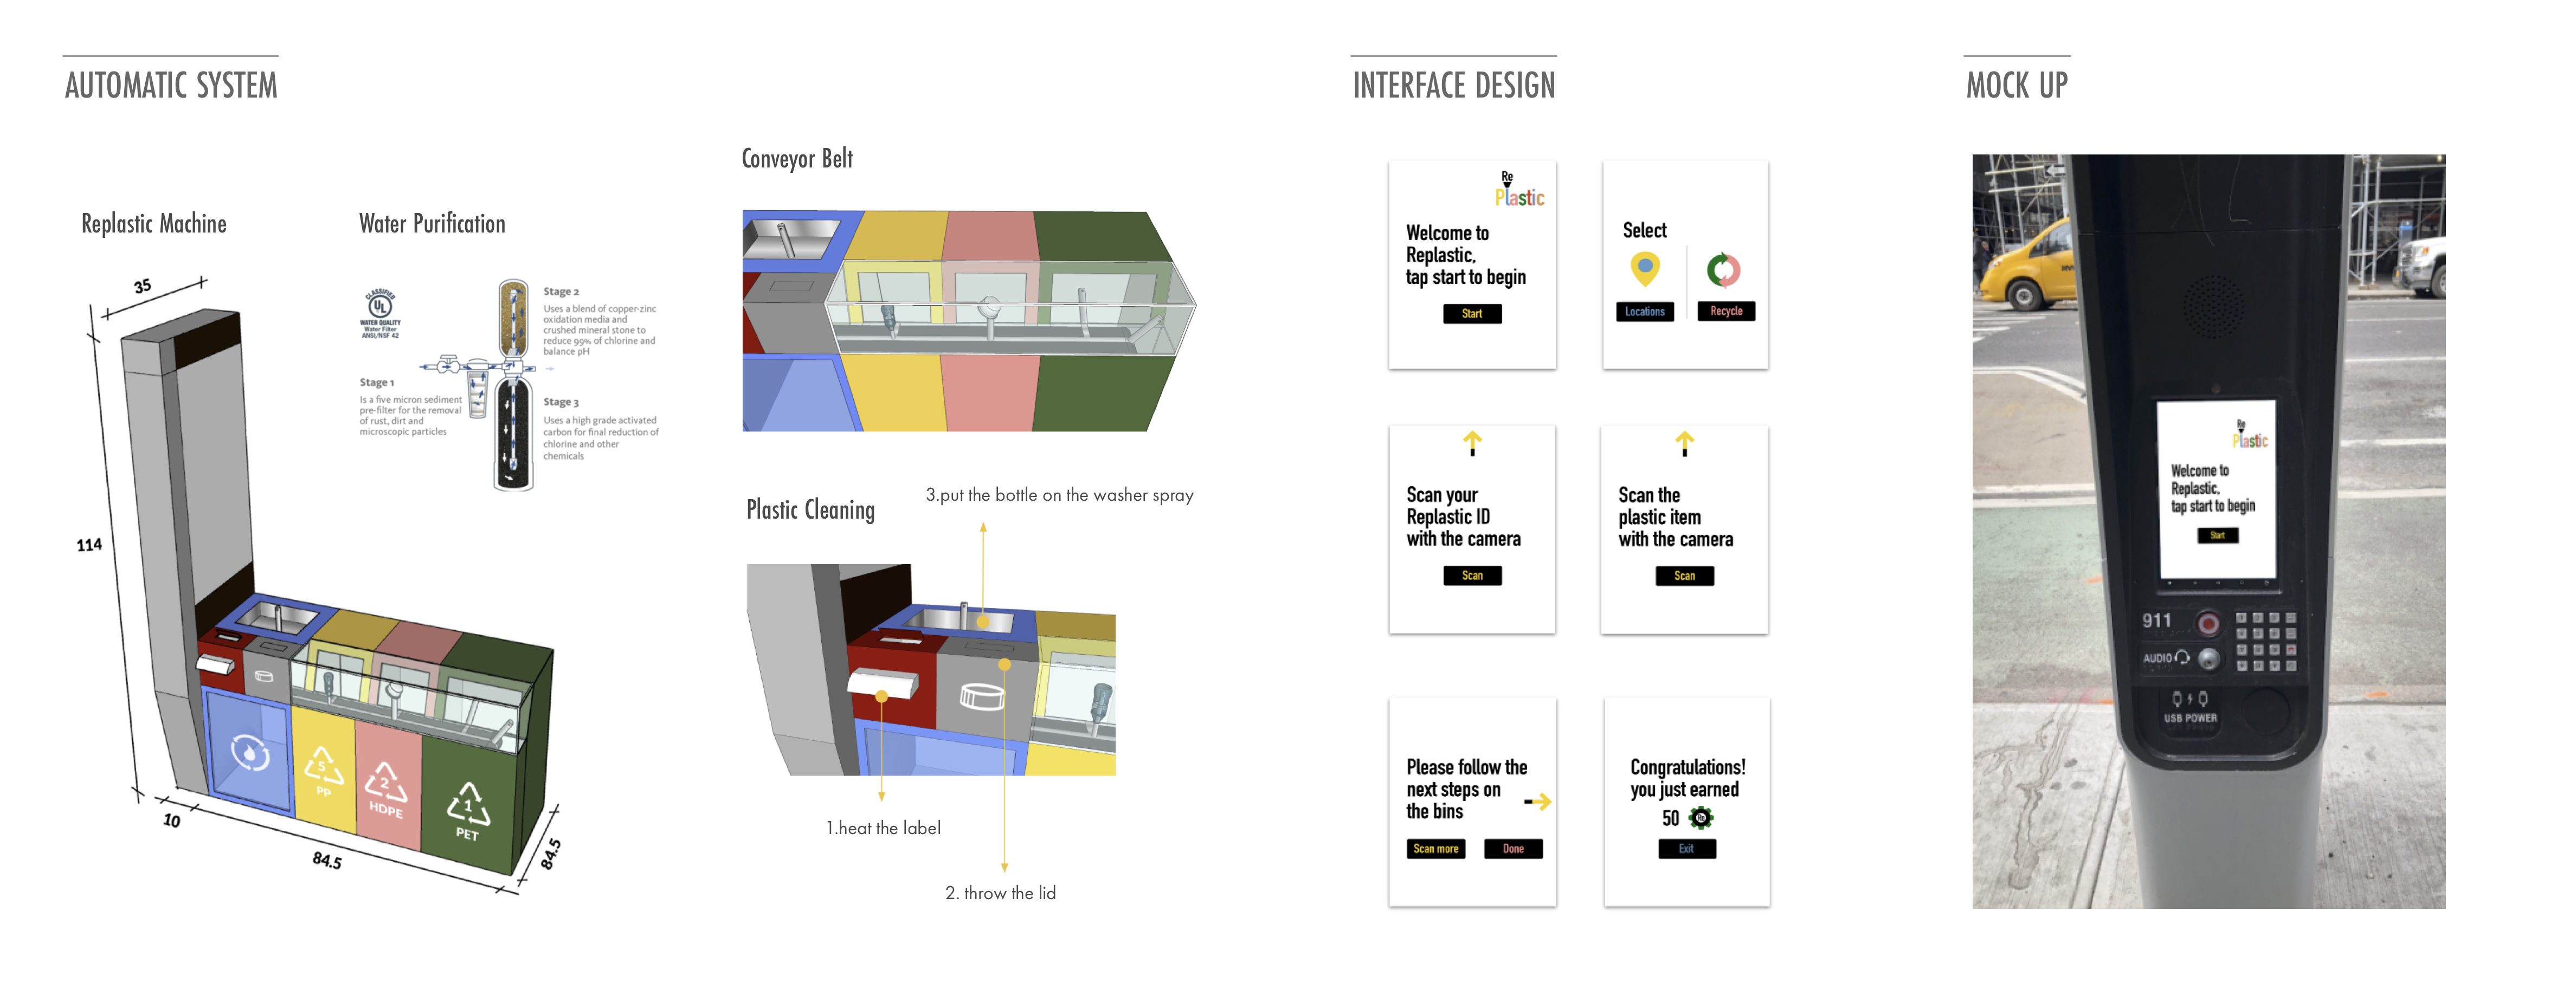 AUTOMATIC SYSTEM
Replastic Machine
35
114
10
84.5
84.5
5
PP
2
HDPE
1
PET
Water Purification
CLASSIFIED
UL
WATER QUALITY
Water Filter
ANSI/NSF 42
Stage 1
Is a five micron sediment
pre-filter for the removal
of rust, dirt and
microscopic particles
Stage 2
Uses a blend of copper-zinc
oxidation media and
crushed mineral stone to
reduce 99% of chlorine and
balance pH
Stage 3
Uses a high grade activated
carbon for final reduction of
chlorine and other
chemicals
Conveyor Belt
Plastic Cleaning
3.put the bottle on the washer spray
1.heat the label
2. throw the lid
INTERFACE DESIGN
Re
Plastic
Welcome to
Replastic,
tap start to begin
Start
Select
Locations
Recycle
Scan your
Replastic ID
with the camera
Scan
Scan the
plastic item
with the camera
Scan
Please follow the
next steps on
the bins
Scan more
Done
Congratulations!
you just earned
50
Re
Exit
MOCK UP
Re
Plastic
Welcome to
Replastic,
tap start to begin
Start
911
AUDIO
USB POWER